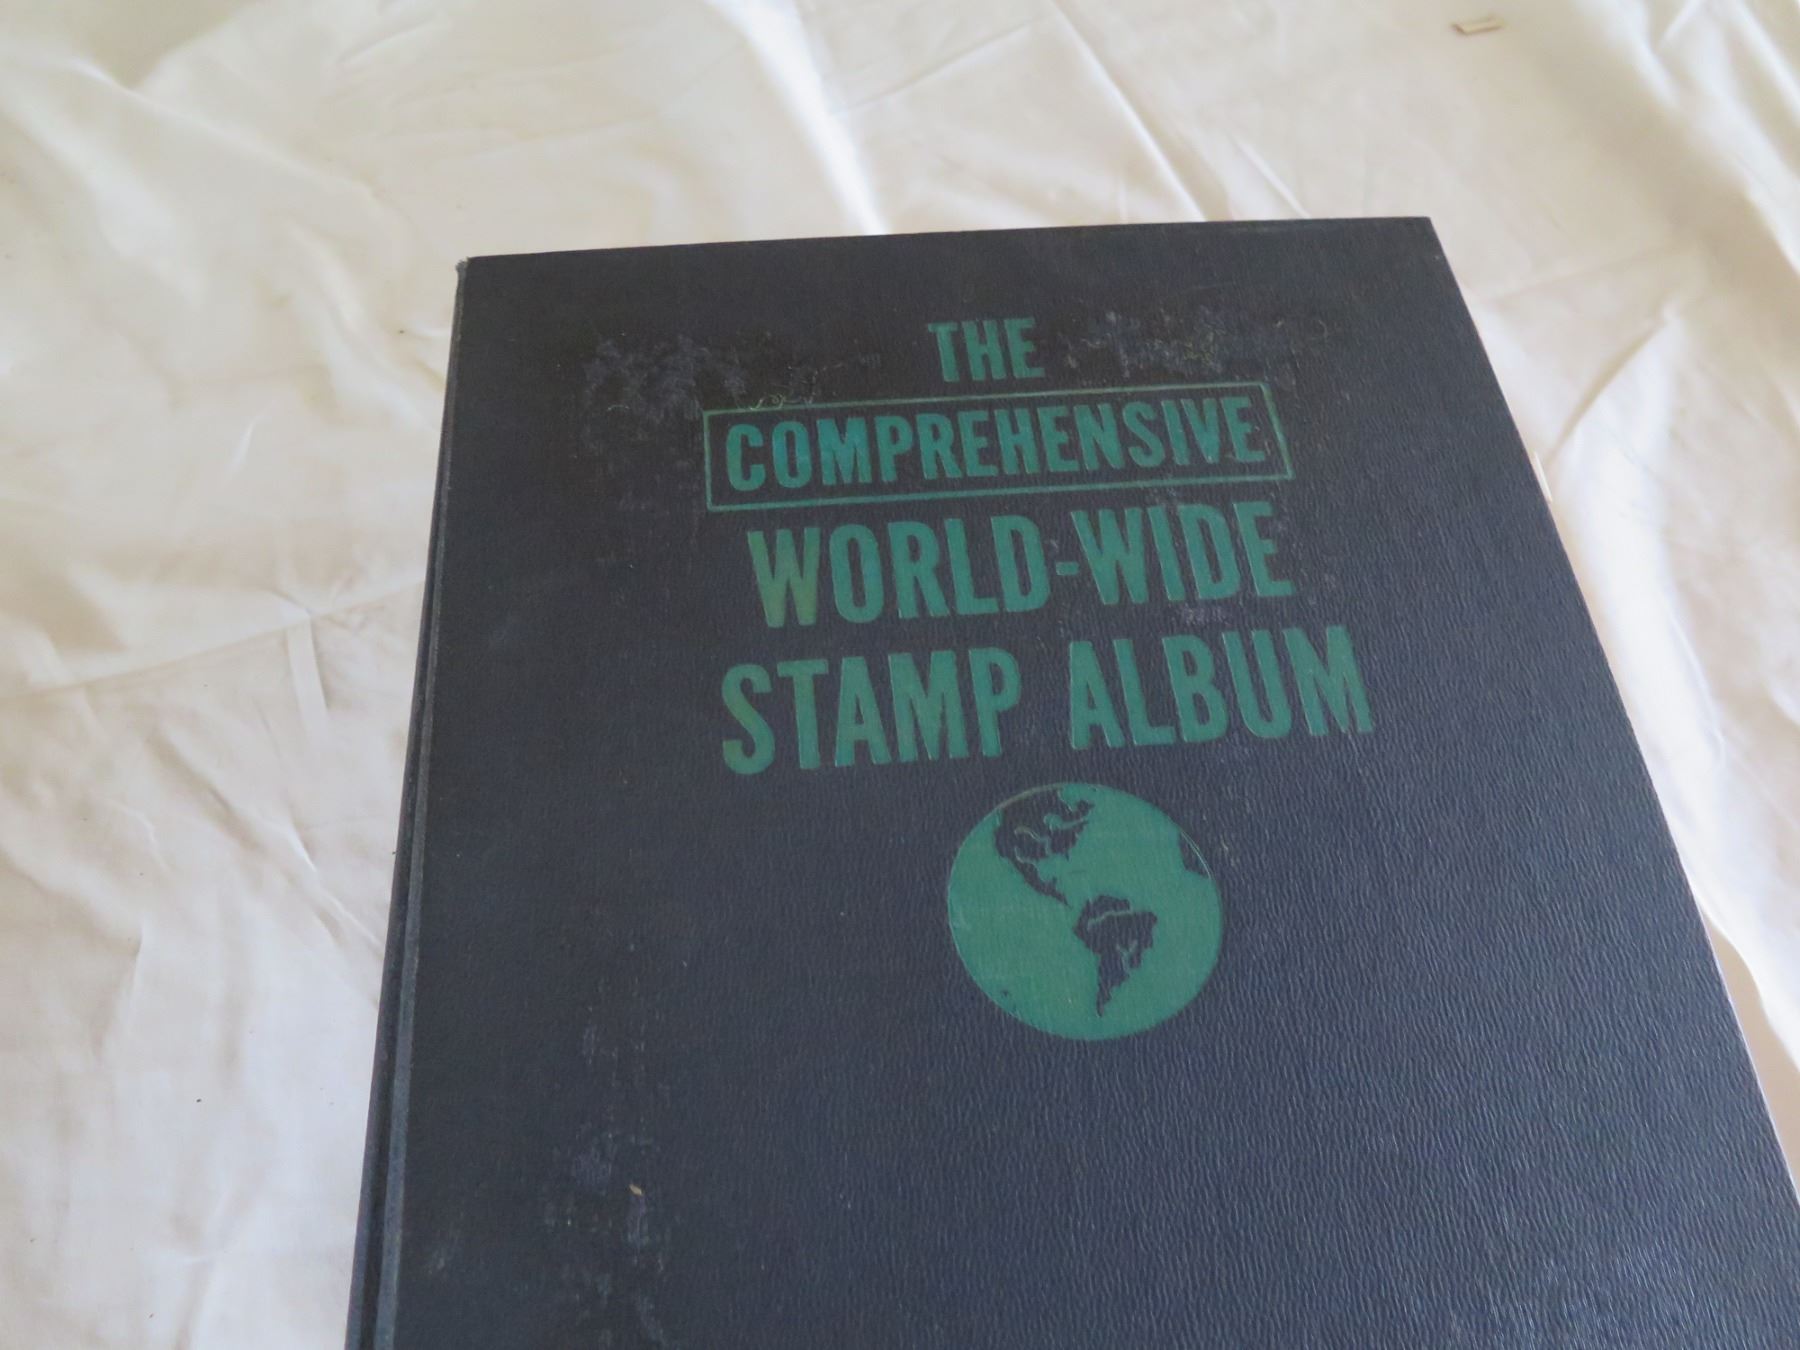 THE
COMPREHENSIVE
WORLD-WIDE
STAMP ALBUM